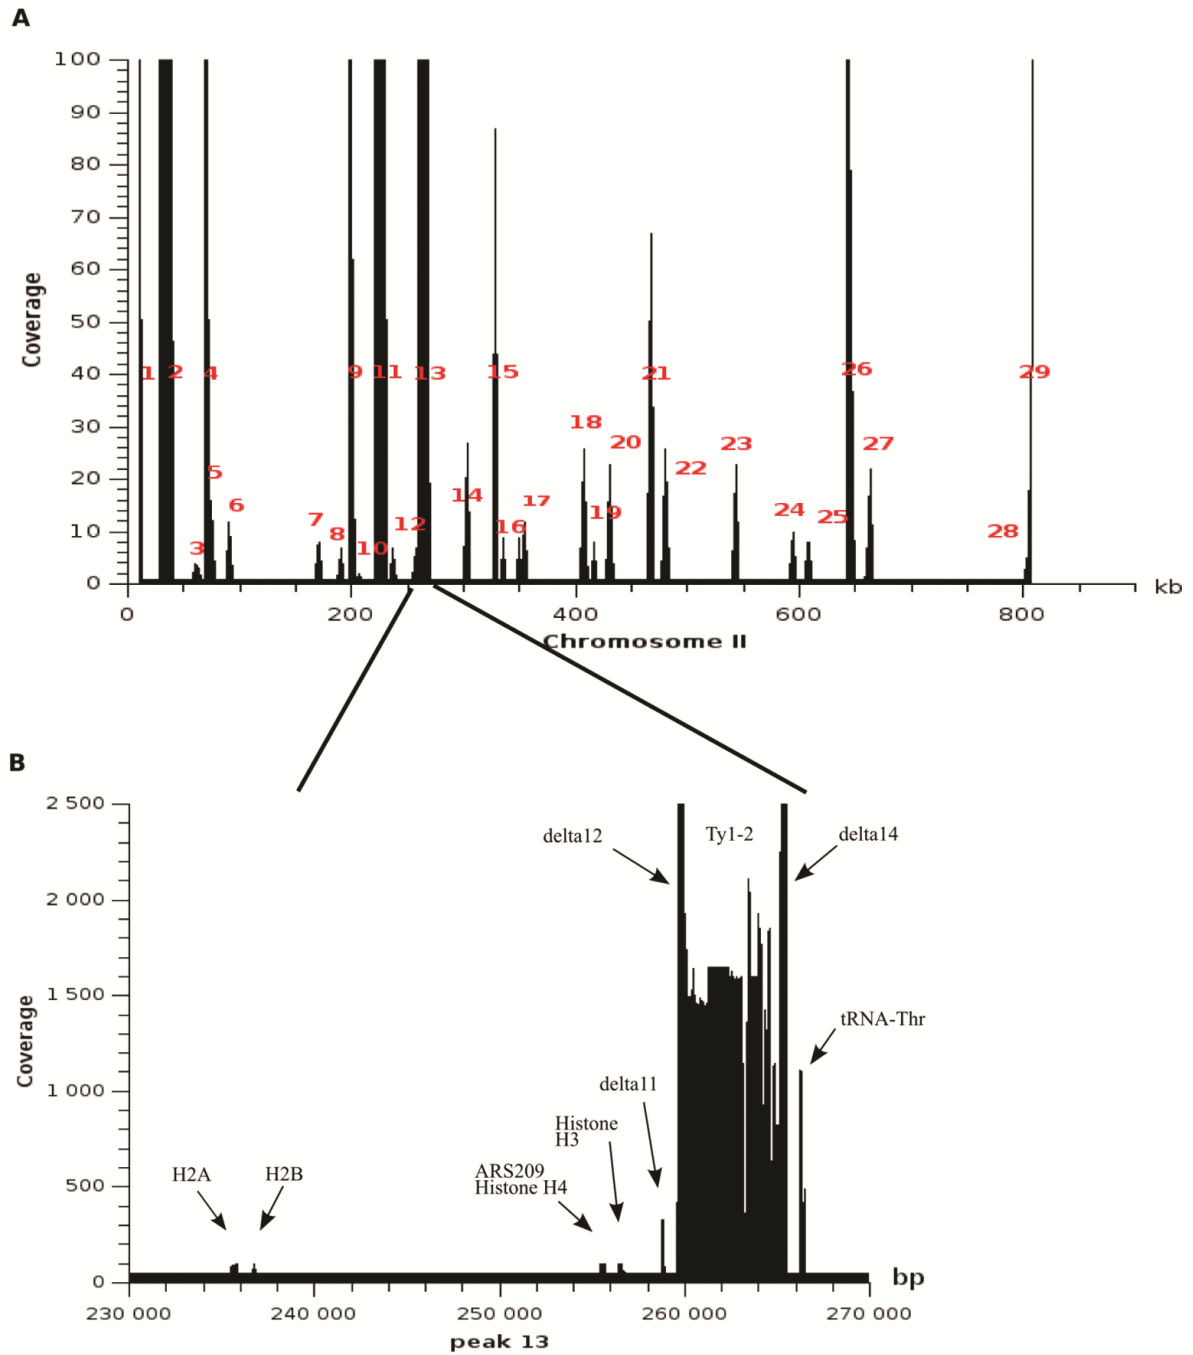 A
100
90
80
70
60
50
40
30
20
10
0
Coverage
1 2 4 9 11 13 15 21 26 29
18
20 23 27
5 22
14 17
6 24
7 12 16 19 25
8 28
3 10
0 200 400 600 800
kb
Chromosome II
B
2 500
2 000
1 500
1 000
500
0
Coverage
delta12 Ty1-2 delta14
tRNA-Thr
delta11
Histone
H3
ARS209
Histone H4
H2A H2B
bp
230 000 240 000 250 000 260 000 270 000
peak 13